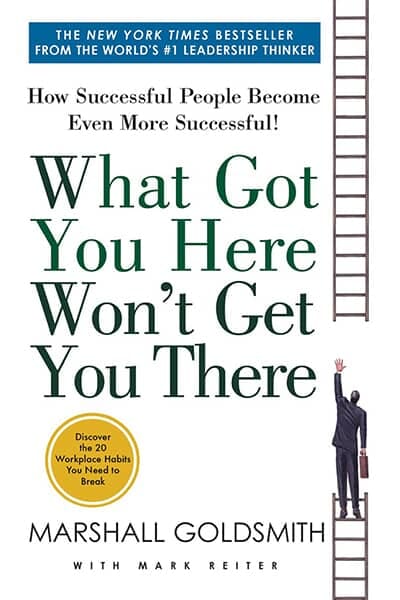 THE NEW YORK TIMES BESTSELLER
FROM THE WORLD'S #1 LEADERSHIP THINKER
How Successful People Become
Even More Successful!
What Got
You Here
Won't Get
You There
Discover
the 20
Workplace Habits
You Need to
Break
MARSHALL GOLDSMITH
WITH MARK REITER